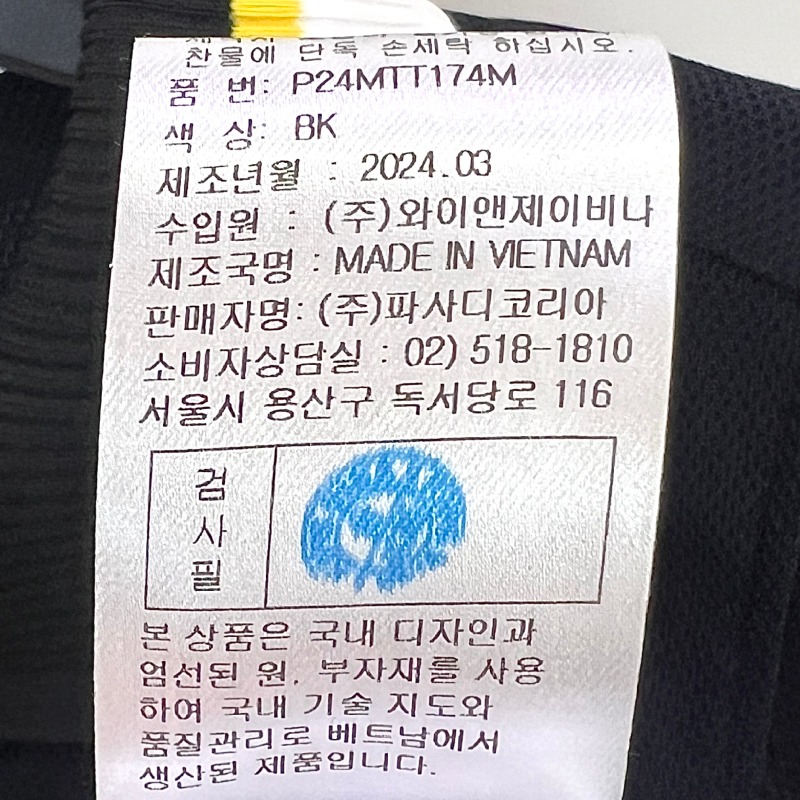 찬물에 단독 손세탁 하십시오.
품 번: P24MTT174M
색 상: BK
제조년월 : 2024.03
수입원 : (주)와이앤제이비나
제조국명 : MADE IN VIETNAM
판매자명: (주)파사디코리아
소비자상담실 : 02) 518-1810
서울시 용산구 독서당로 116
검
사
필
본 상품은 국내 디자인과
엄선된 원, 부자재를 사용
하여 국내 기술 지도와
품질관리로 베트남에서
생산된 제품입니다.